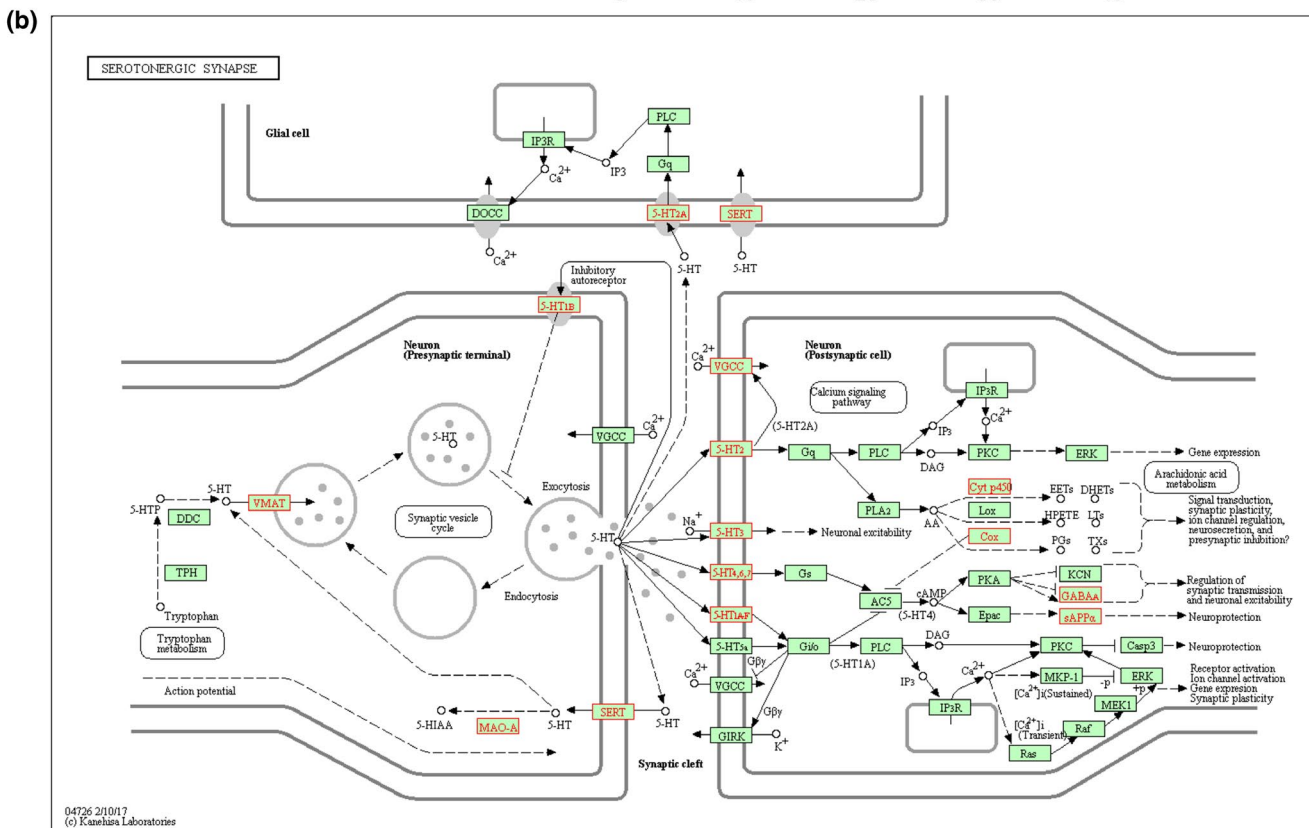 (b)
SEROTONERGIC SYNAPSE
Glial cell
PLC
IP3R
Gq
IP3
Ca2+
DOCC
5-HT2A
SERT
Ca2+
5-HT
5-HT
Inhibitory
autoreceptor
5-HT1B
Neuron
(Presynaptic terminal)
Neuron
(Postsynaptic cell)
Ca2+
VGCC
Calcium signaling
pathway
IP3R
Ca2+
(5-HT2A)
IP3
5-HT
VGCC
Ca2+
5-HT2
Gq
PLC
DAG
PKC
ERK
Gene expression
Arachidonic acid
metabolism
Exocytosis
5-HT
VMAT
5-HTP
DDC
Synaptic vesicle
cycle
PLA2
AA
Cyt p450
EETs
DHETs
Lox
HPETE
LTs
Cox
PGs
TXs
Signal transduction,
synaptic plasticity,
ion channel regulation,
neurosecretion, and
presynaptic inhibition?
Na+
5-HT3
Neuronal excitability
5-HT
TPH
Endocytosis
5-HT4,6,7
Gs
AC5
cAMP
(5-HT4)
PKA
KCN
GABAA
Regulation of
synaptic transmission
and neuronal excitability
Epac
sAPPα
Neuroprotection
Tryptophan
Tryptophan
metabolism
5-HT1A-F
5-HT5a
Gi/o
PLC
(5-HT1A)
DAG
PKC
Casp3
Neuroprotection
Gβγ
Ca2+
VGCC
IP3
Ca2+
MKP-1
-p
ERK
+p
[Ca2+]i(Sustained)
Receptor activation
Ion channel activation
Gene expresion
Synaptic plasticity
Action potential
5-HIAA
MAO-A
5-HT
SERT
5-HT
Gβγ
IP3R
MEK1
GIRK
K+
[Ca2+]i
(Transient)
Raf
Ras
Synaptic cleft
04726 2/10/17
(c) Kanehisa Laboratories